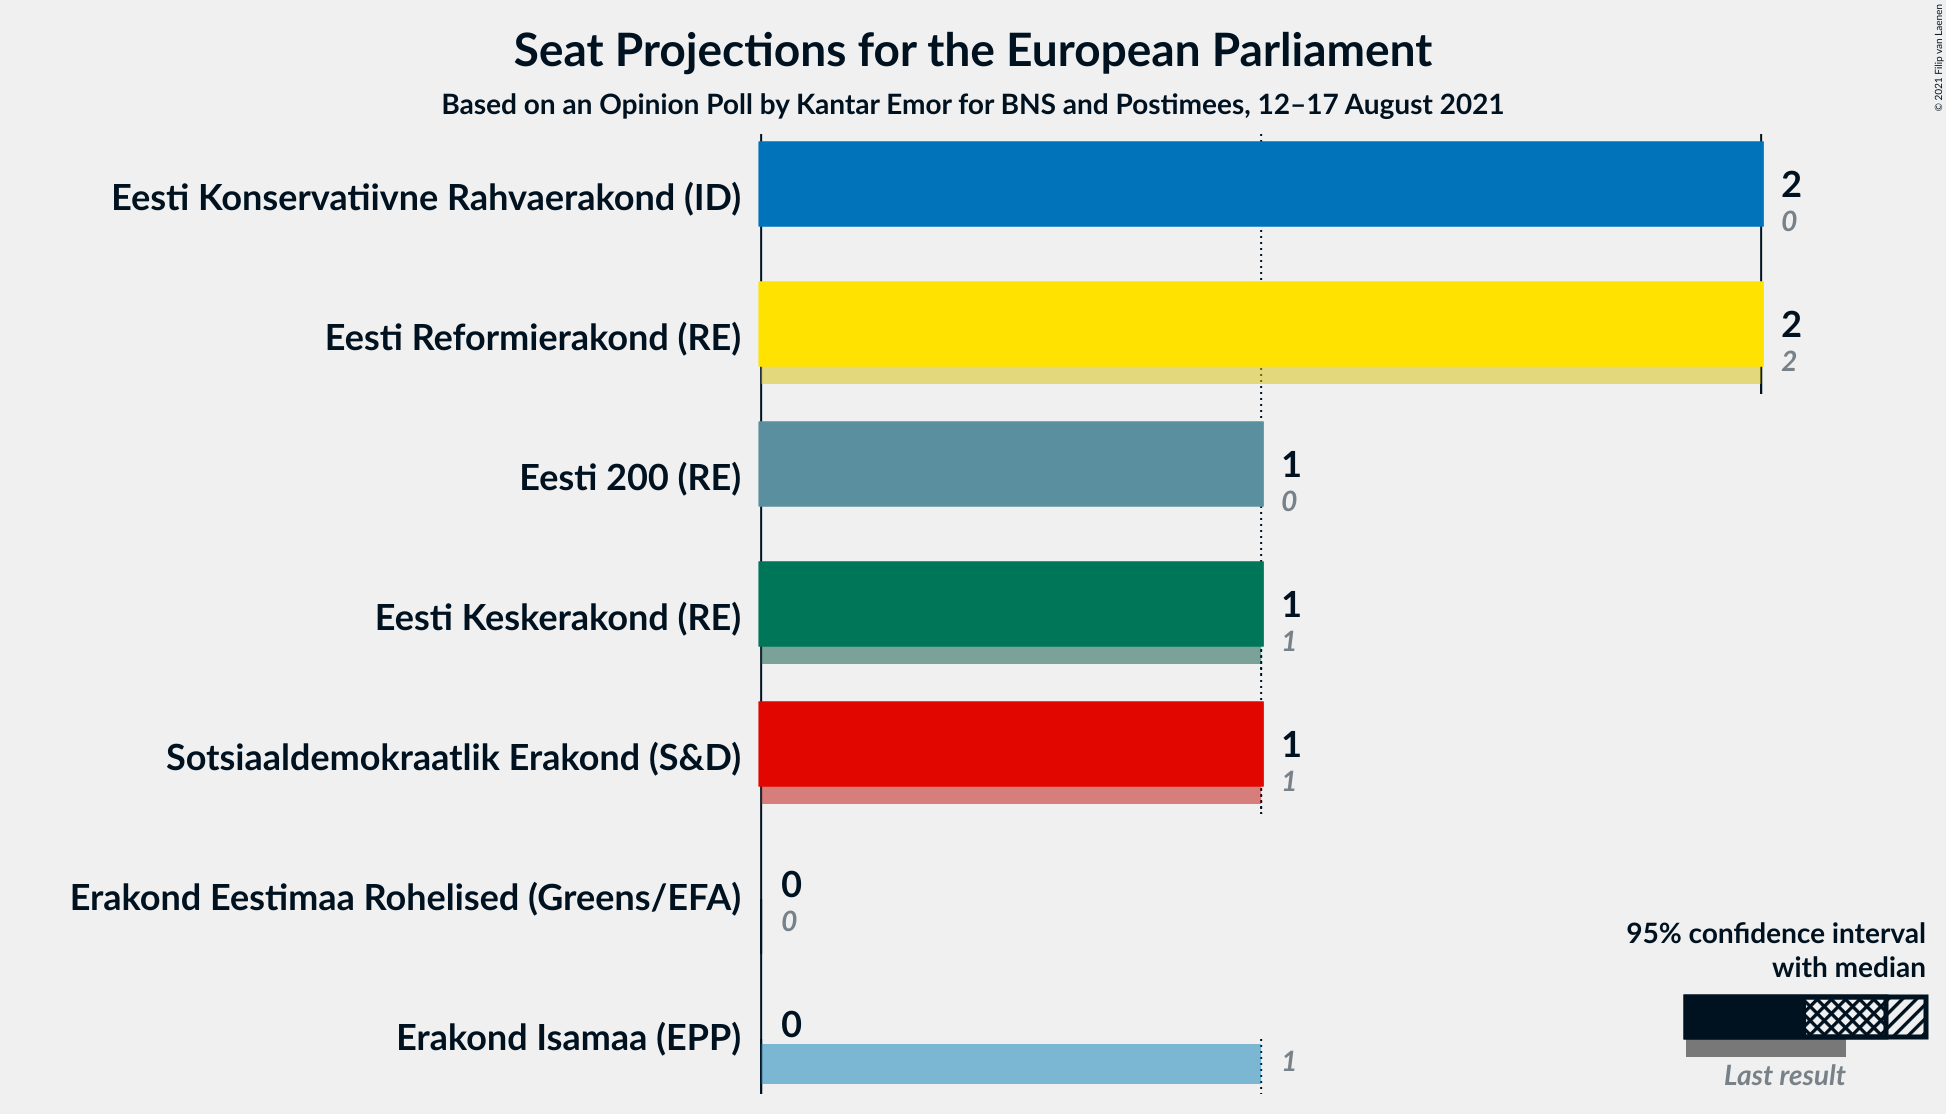 Seat Projections for the European Parliament
Based on an Opinion Poll by Kantar Emor for BNS and Postimees, 12–17 August 2021
© 2021 Filip van Laenen
Eesti Konservatiivne Rahvaerakond (ID)
2
0
Eesti Reformierakond (RE)
2
2
Eesti 200 (RE)
1
0
Eesti Keskerakond (RE)
1
1
Sotsiaaldemokraatlik Erakond (S&D)
1
1
Erakond Eestimaa Rohelised (Greens/EFA)
0
0
Erakond Isamaa (EPP)
0
1
95% confidence interval
with median
Last result